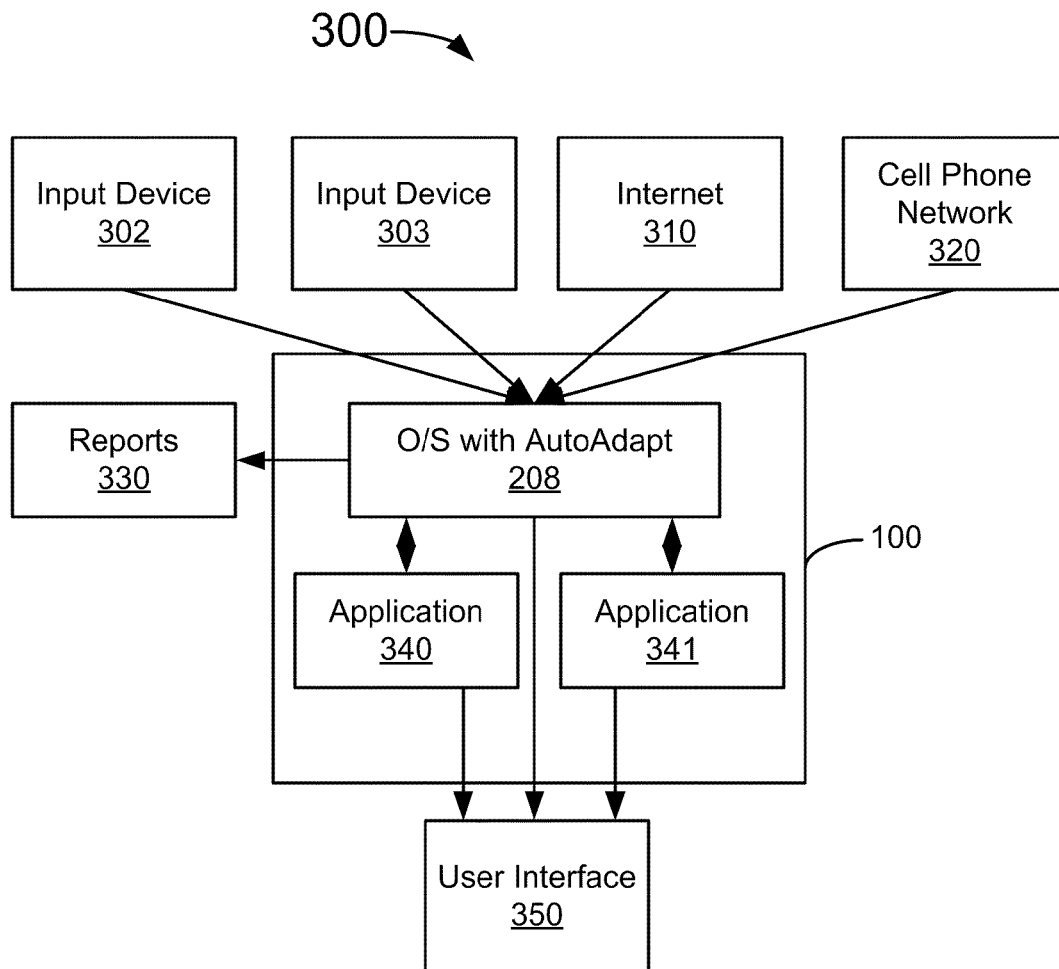 300
Input Device
302
Input Device
303
Internet
310
Cell Phone
Network
320
Reports
330
O/S with AutoAdapt
208
100
Application
340
Application
341
User Interface
350